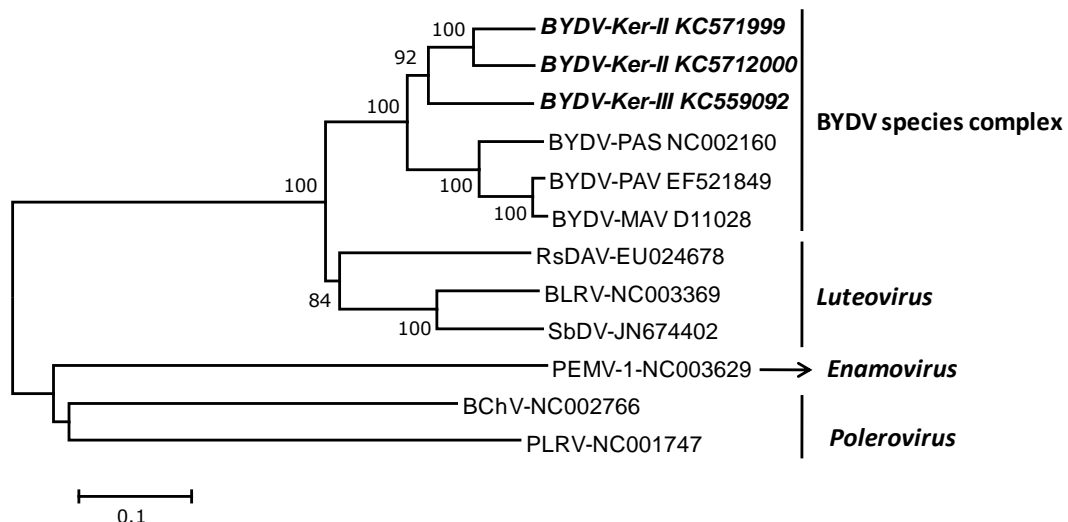 100
BYDV-Ker-II KC571999
92
BYDV-Ker-II KC5712000
100
BYDV-Ker-III KC559092
BYDV species complex
BYDV-PAS NC002160
100
100
BYDV-PAV EF521849
100
BYDV-MAV D11028
RsDAV-EU024678
84
BLRV-NC003369
Luteovirus
100
SbDV-JN674402
PEMV-1-NC003629
Enamovirus
BChV-NC002766
PLRV-NC001747
Polerovirus
0.1